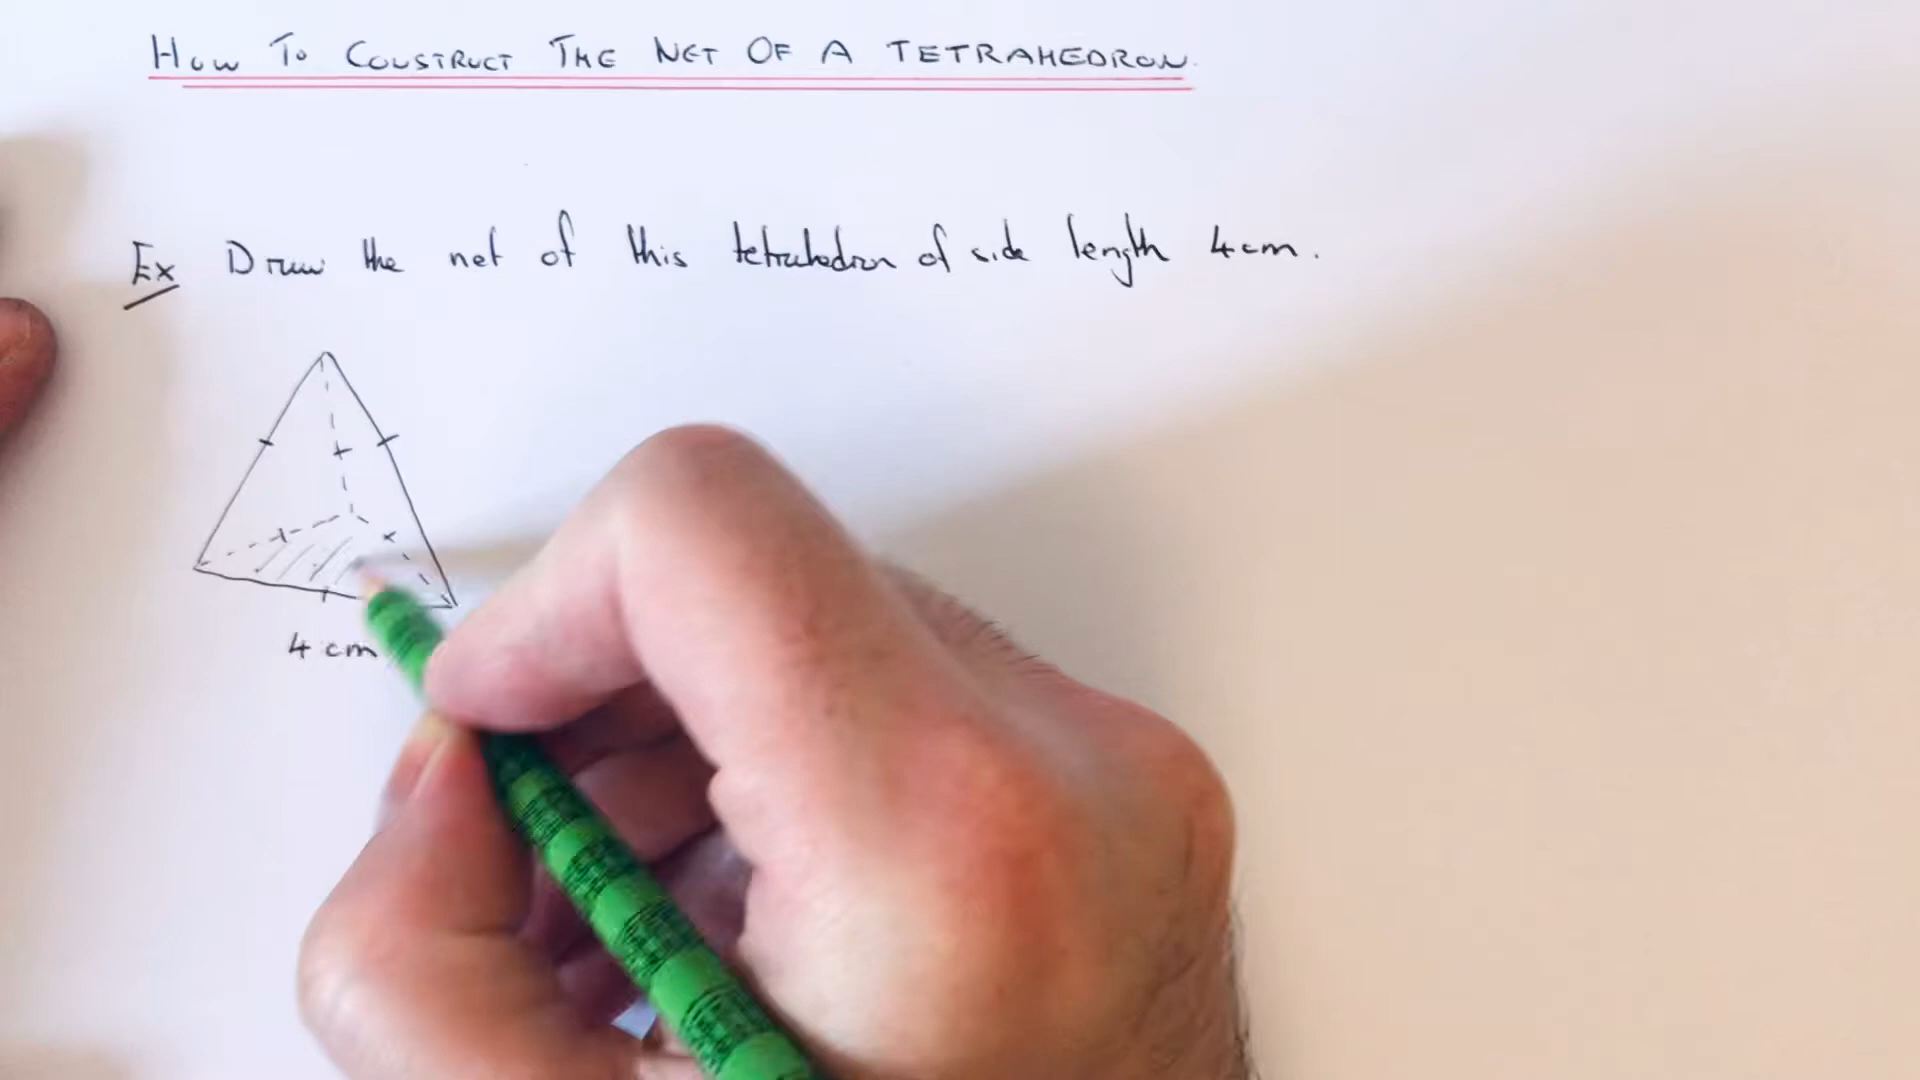 HOW TO CONSTRUCT THE NET OF A TETRAHEDRON.
Ex Draw the net of this tetrahedron of side length 4cm.
4 cm